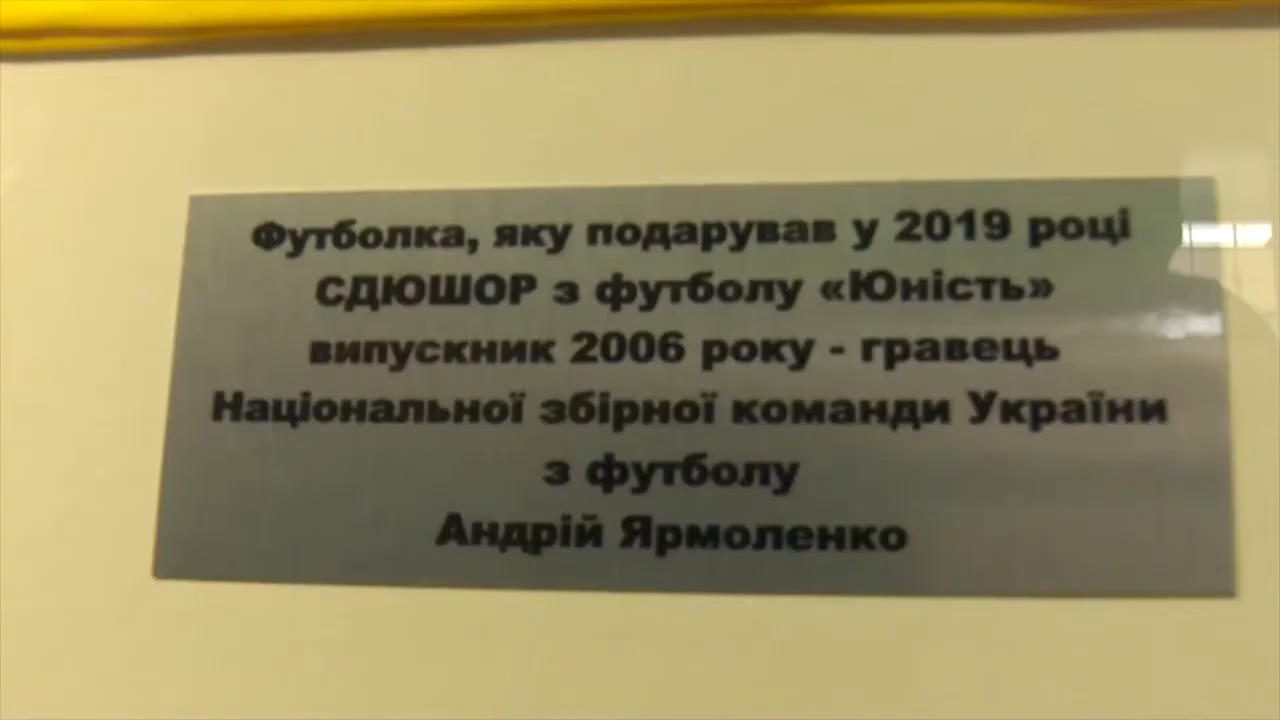 Футболка, яку подарував у 2019 році
СДЮШОР з футболу «Юність»
випускник 2006 року - гравець
Національної збірної команди України
з футболу
Андрій Ярмоленко